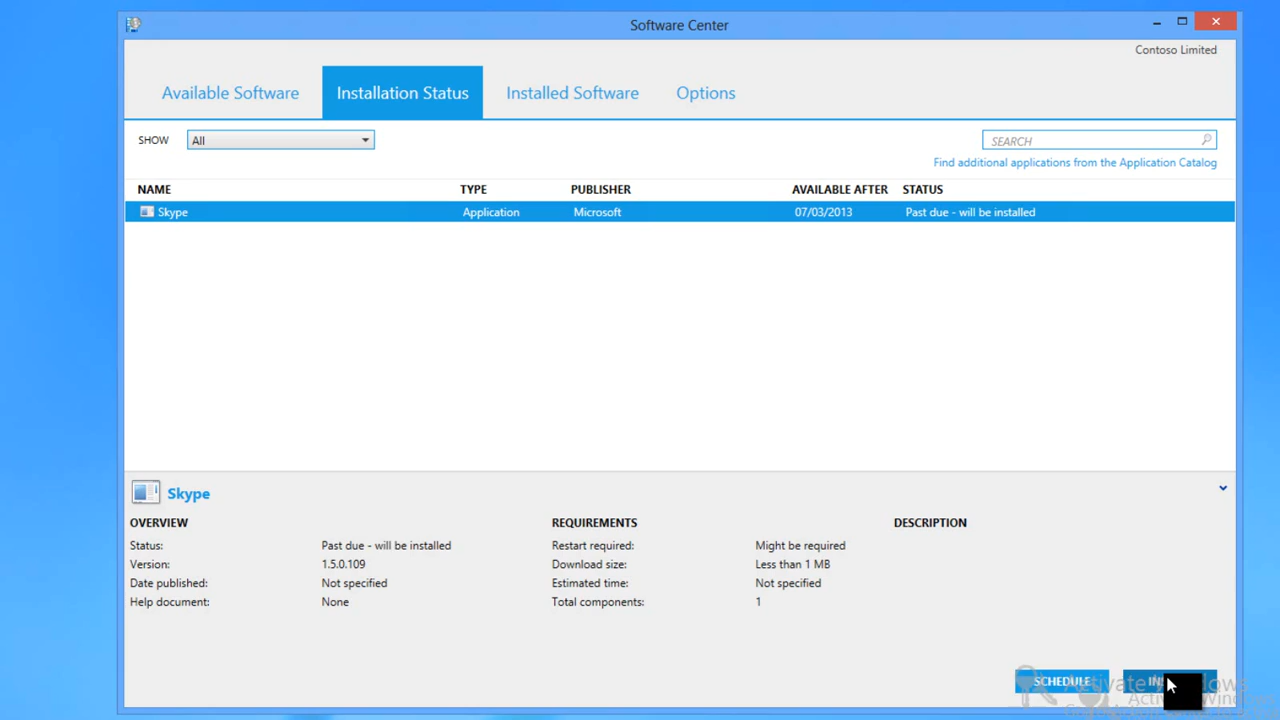 Software Center
Contoso Limited
Available Software Installation Status Installed Software Options
SHOW All SEARCH
Find additional applications from the Application Catalog
NAME TYPE PUBLISHER AVAILABLE AFTER STATUS
Skype Application Microsoft 07/03/2013 Past due - will be installed
Skype
OVERVIEW REQUIREMENTS DESCRIPTION
Status: Past due - will be installed Restart required: Might be required
Version: 1.5.0.109 Download size: Less than 1 MB
Date published: Not specified Estimated time: Not specified
Help document: None Total components: 1
SCHEDULE
Activate Windows